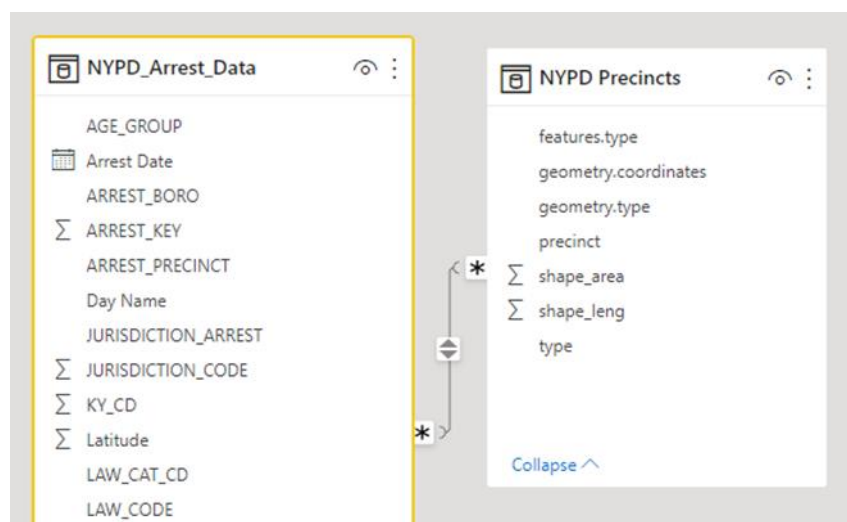 NYPD_Arrest_Data
AGE_GROUP
Arrest Date
ARREST_BORO
∑ ARREST_KEY
ARREST_PRECINCT
Day Name
JURISDICTION_ARREST
∑ JURISDICTION_CODE
∑ KY_CD
∑ Latitude
LAW_CAT_CD
LAW_CODE
*
*
NYPD Precincts
features.type
geometry.coordinates
geometry.type
precinct
∑ shape_area
∑ shape_leng
type
Collapse